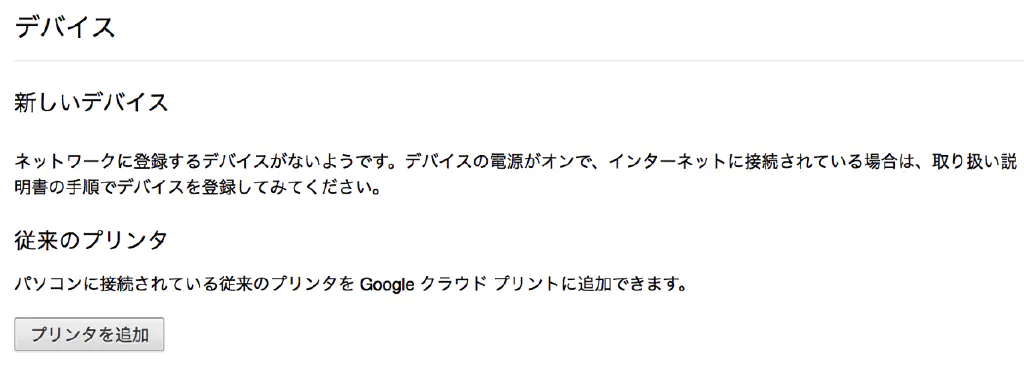 デバイス
新しいデバイス
ネットワークに登録するデバイスがないようです。デバイスの電源がオンで、インターネットに接続されている場合は、取り扱い説
明書の手順でデバイスを登録してみてください。
従来のプリンタ
パソコンに接続されている従来のプリンタを Google クラウド プリントに追加できます。
プリンタを追加